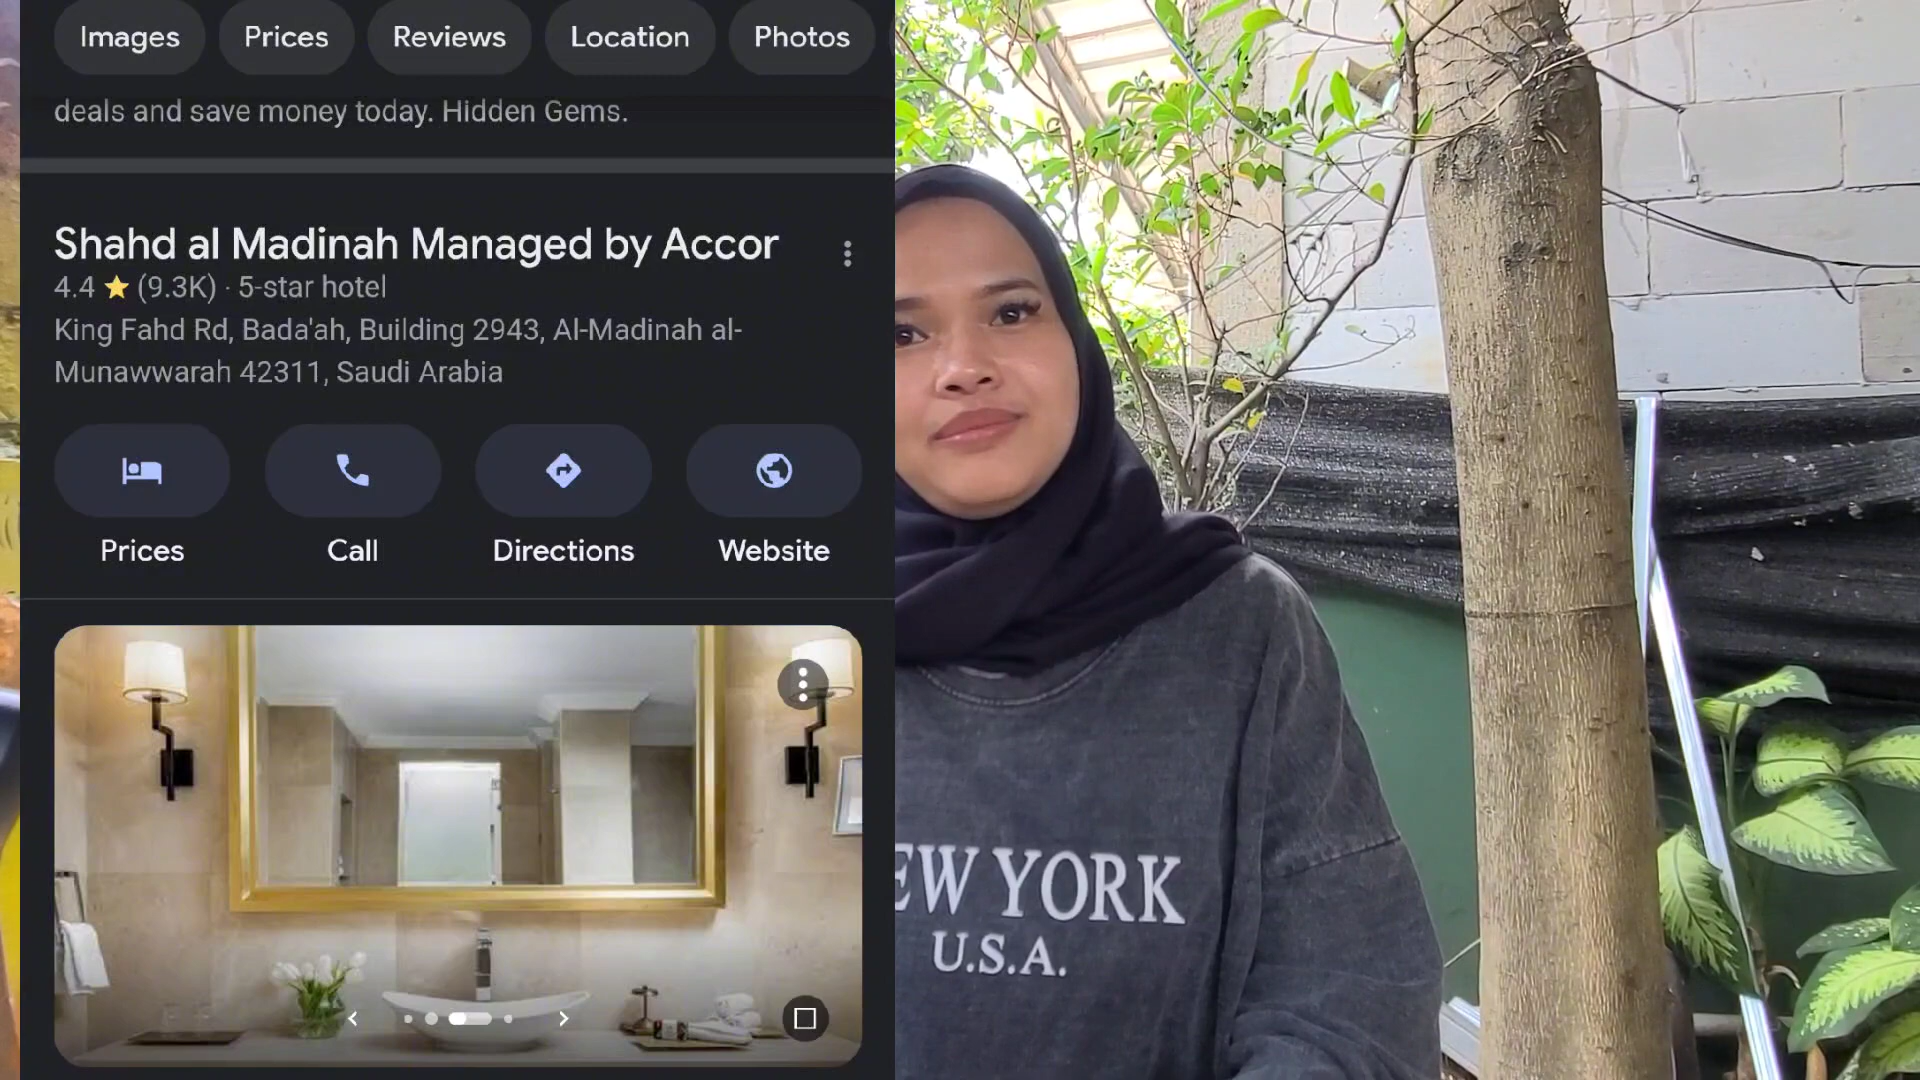 Images Prices Reviews Location Photos
deals and save money today. Hidden Gems.
Shahd al Madinah Managed by Accor
4.4 ⭐ (9.3K) · 5-star hotel
King Fahd Rd, Bada'ah, Building 2943, Al-Madinah al-
Munawwarah 42311, Saudi Arabia
Prices Call Directions Website
EW YORK
U.S.A.